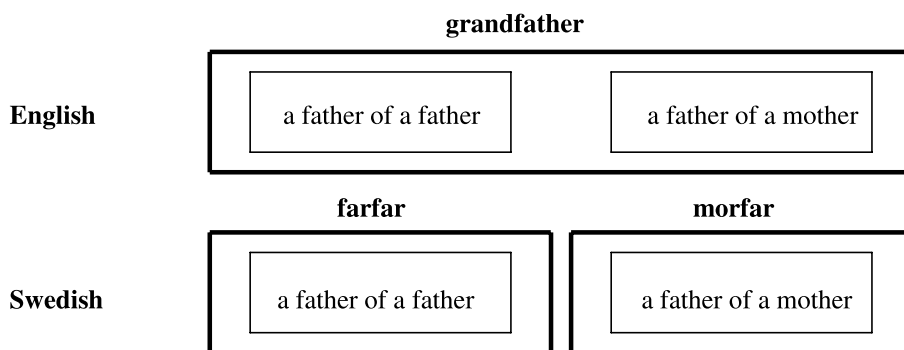 grandfather
English
a father of a father
a father of a mother
farfar
morfar
Swedish
a father of a father
a father of a mother